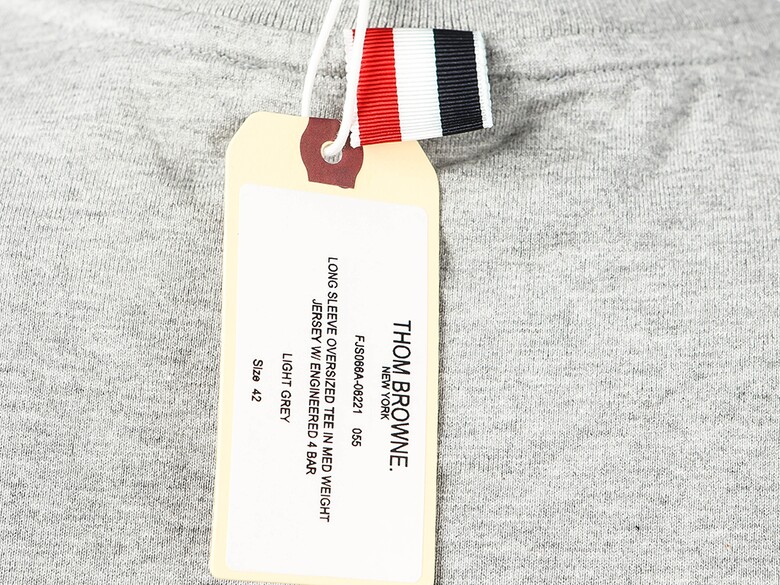 THOM BROWNE.
NEW YORK
FJS066A-06221 055
LONG SLEEVE OVERSIZED TEE IN MED WEIGHT
JERSEY W/ ENGINEERED 4 BAR
LIGHT GREY
Size 42